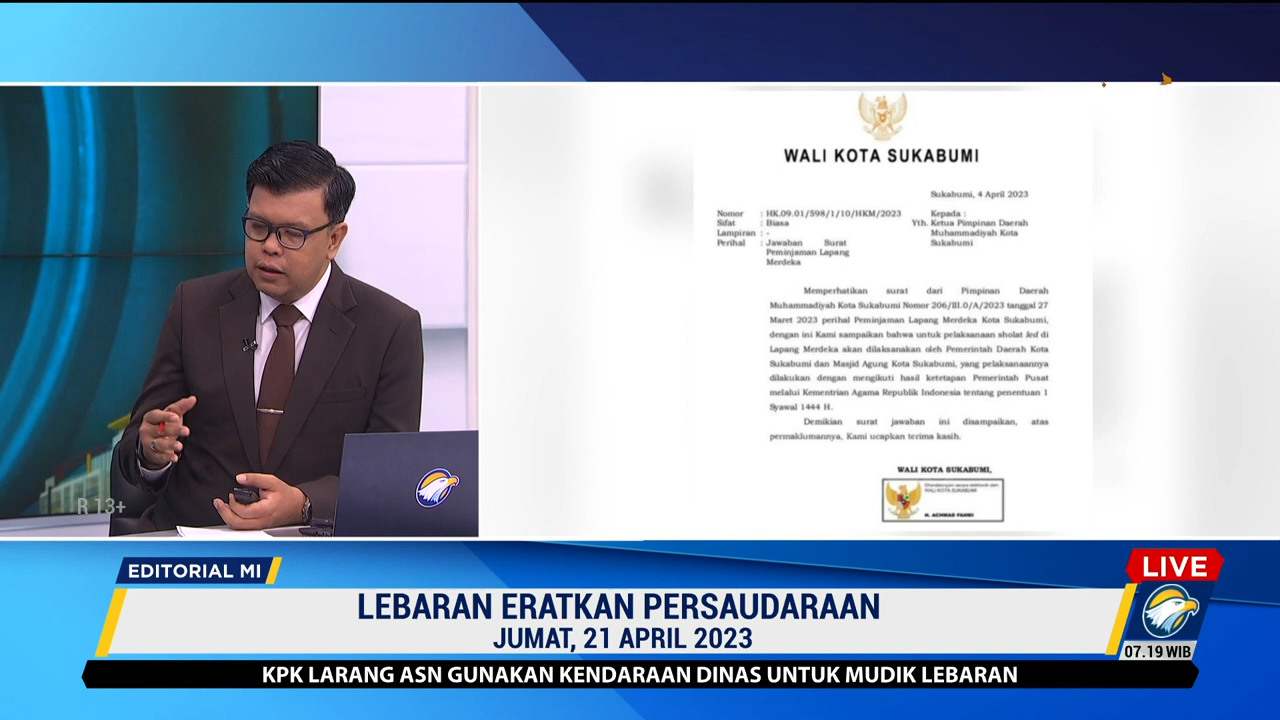 WALI KOTA SUKABUMI
Sukabumi, 4 April 2023
Nomor : HK.09.01/598/1/10/HKM/2023
Sifat : Biasa
Lampiran : -
Perihal : Jawaban Surat
Peminjaman Lapang
Merdeka
Kepada :
Yth. Ketua Pimpinan Daerah
Muhammadiyah Kota
Sukabumi
Memperhatikan surat dari Pimpinan Daerah
Muhammadiyah Kota Sukabumi Nomor 206/III.0/A/2023 tanggal 27
Maret 2023 perihal Peminjaman Lapang Merdeka Kota Sukabumi,
dengan ini Kami sampaikan bahwa untuk pelaksanaan sholat Ied di
Lapang Merdeka akan dilaksanakan oleh Pemerintah Daerah Kota
Sukabumi dan Masjid Agung Kota Sukabumi, yang pelaksanaannya
dilakukan dengan mengikuti hasil ketetapan Pemerintah Pusat
melalui Kementrian Agama Republik Indonesia tentang penentuan 1
Syawal 1444 H.
Demikian surat jawaban ini disampaikan, atas
permaklumannya, Kami ucapkan terima kasih.
WALI KOTA SUKABUMI,
Ditandatangani secara elektronik oleh:
WALI KOTA SUKABUMI
H. ACHMAD FAHMI
R 13+
EDITORIAL MI
LEBARAN ERATKAN PERSAUDARAAN
JUMAT, 21 APRIL 2023
LIVE
07.19 WIB
KPK LARANG ASN GUNAKAN KENDARAAN DINAS UNTUK MUDIK LEBARAN